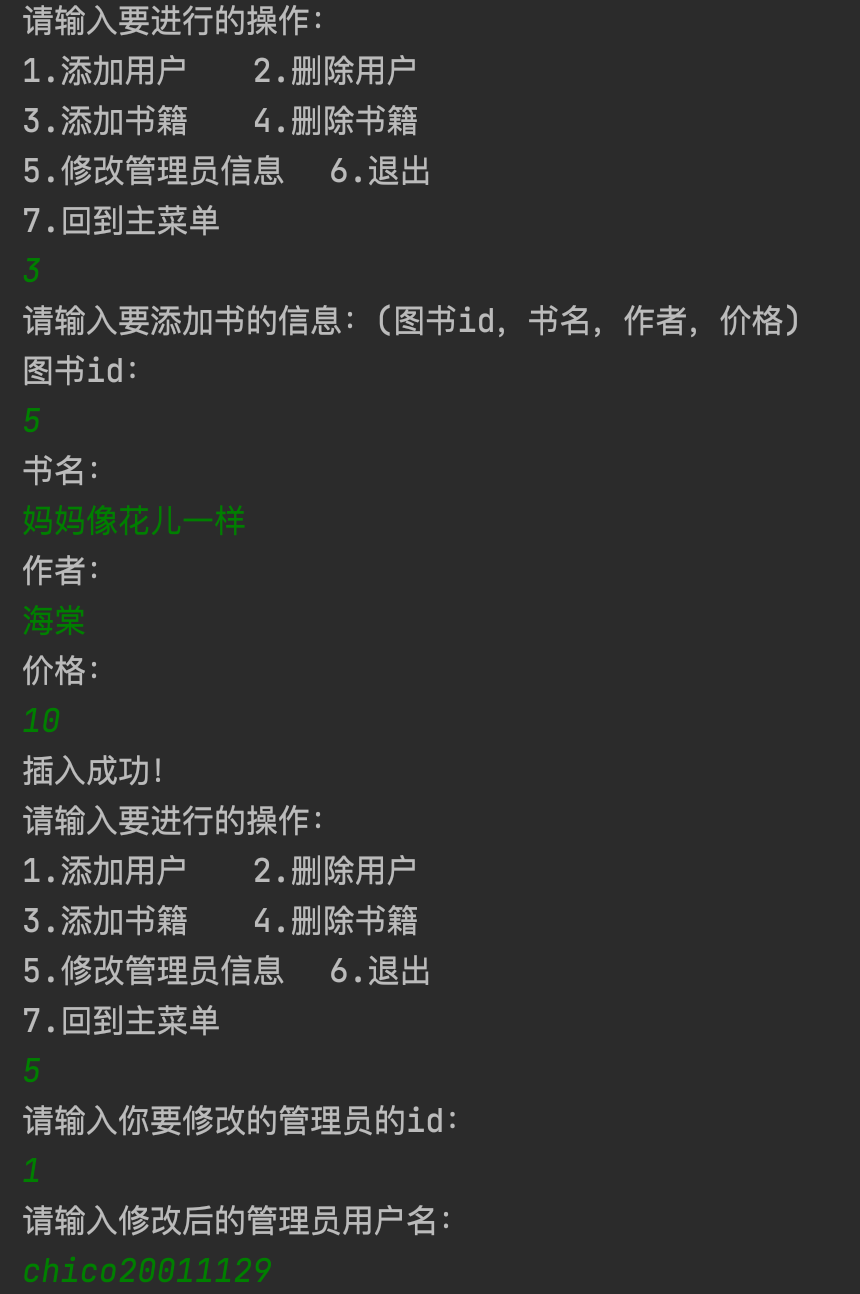 请输入要进行的操作：
1.添加用户    2.删除用户
3.添加书籍    4.删除书籍
5.修改管理员信息   6.退出
7.回到主菜单
3
请输入要添加书的信息：(图书id, 书名, 作者, 价格)
图书id：
5
书名：
妈妈像花儿一样
作者：
海棠
价格：
10
插入成功！
请输入要进行的操作：
1.添加用户    2.删除用户
3.添加书籍    4.删除书籍
5.修改管理员信息   6.退出
7.回到主菜单
5
请输入你要修改的管理员的id：
1
请输入修改后的管理员用户名：
chico20011129